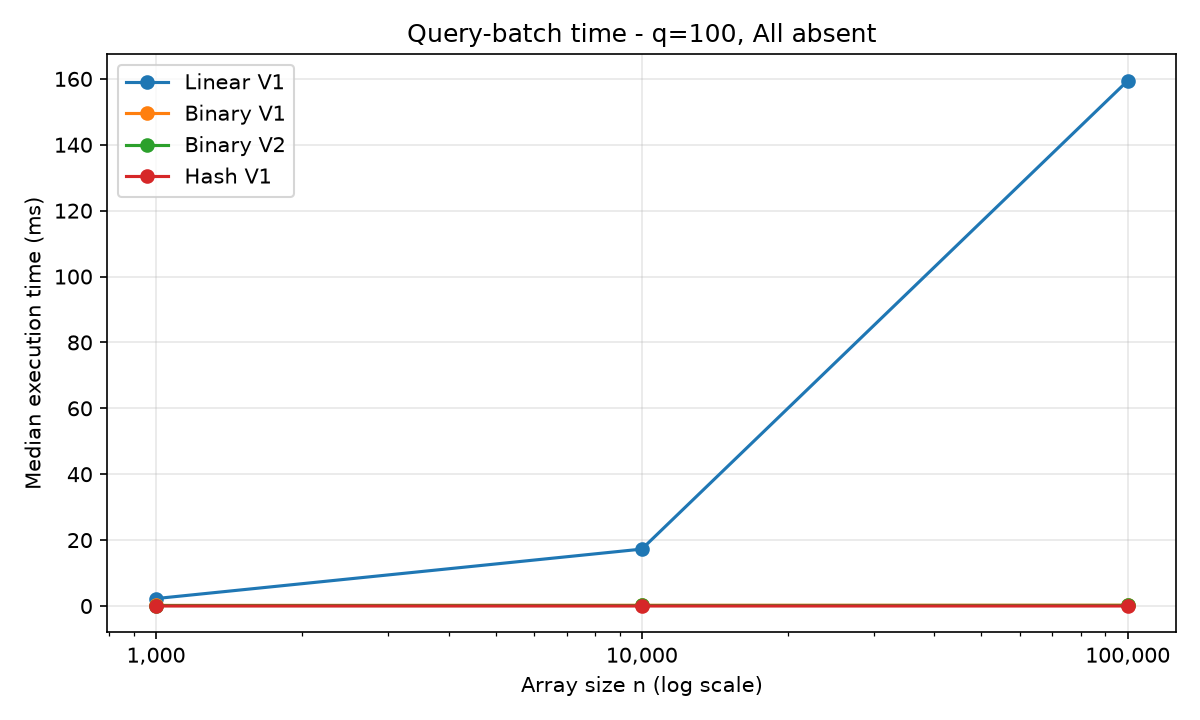 Query-batch time - q=100, All absent
Linear V1
Binary V1
Binary V2
Hash V1
Median execution time (ms)
160
140
120
100
80
60
40
20
0
1,000
10,000
100,000
Array size n (log scale)